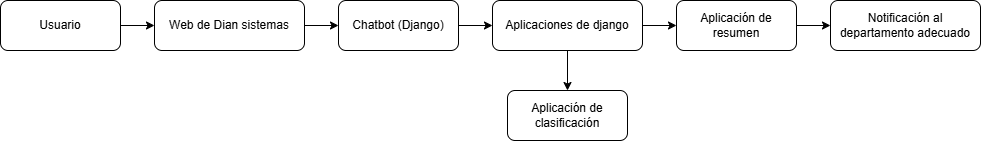 Usuario
Web de Dian sistemas
Chatbot (Django)
Aplicaciones de django
Aplicación de
resumen
Notificación al
departamento adecuado
Aplicación de
clasificación